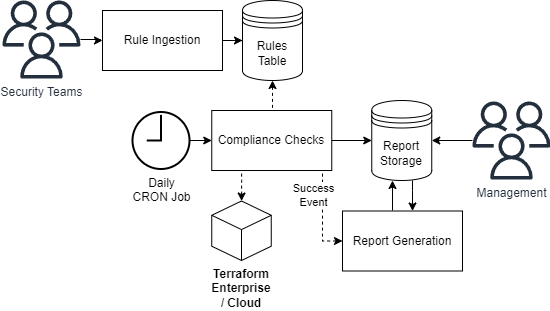 Security Teams
Rule Ingestion
Rules
Table
Daily
CRON Job
Compliance Checks
Report
Storage
Management
Success
Event
Report Generation
Terraform
Enterprise
/ Cloud